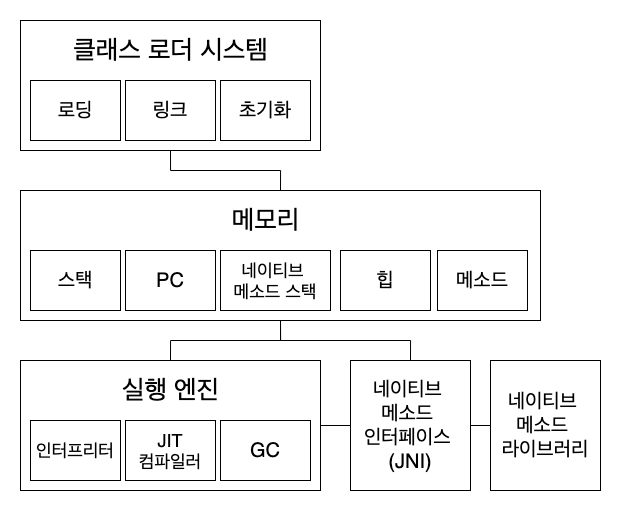 클래스 로더 시스템
로딩
링크
초기화
메모리
스택
PC
네이티브
메소드 스택
힙
메소드
실행 엔진
인터프리터
JIT
컴파일러
GC
네이티브
메소드
인터페이스
(JNI)
네이티브
메소드
라이브러리